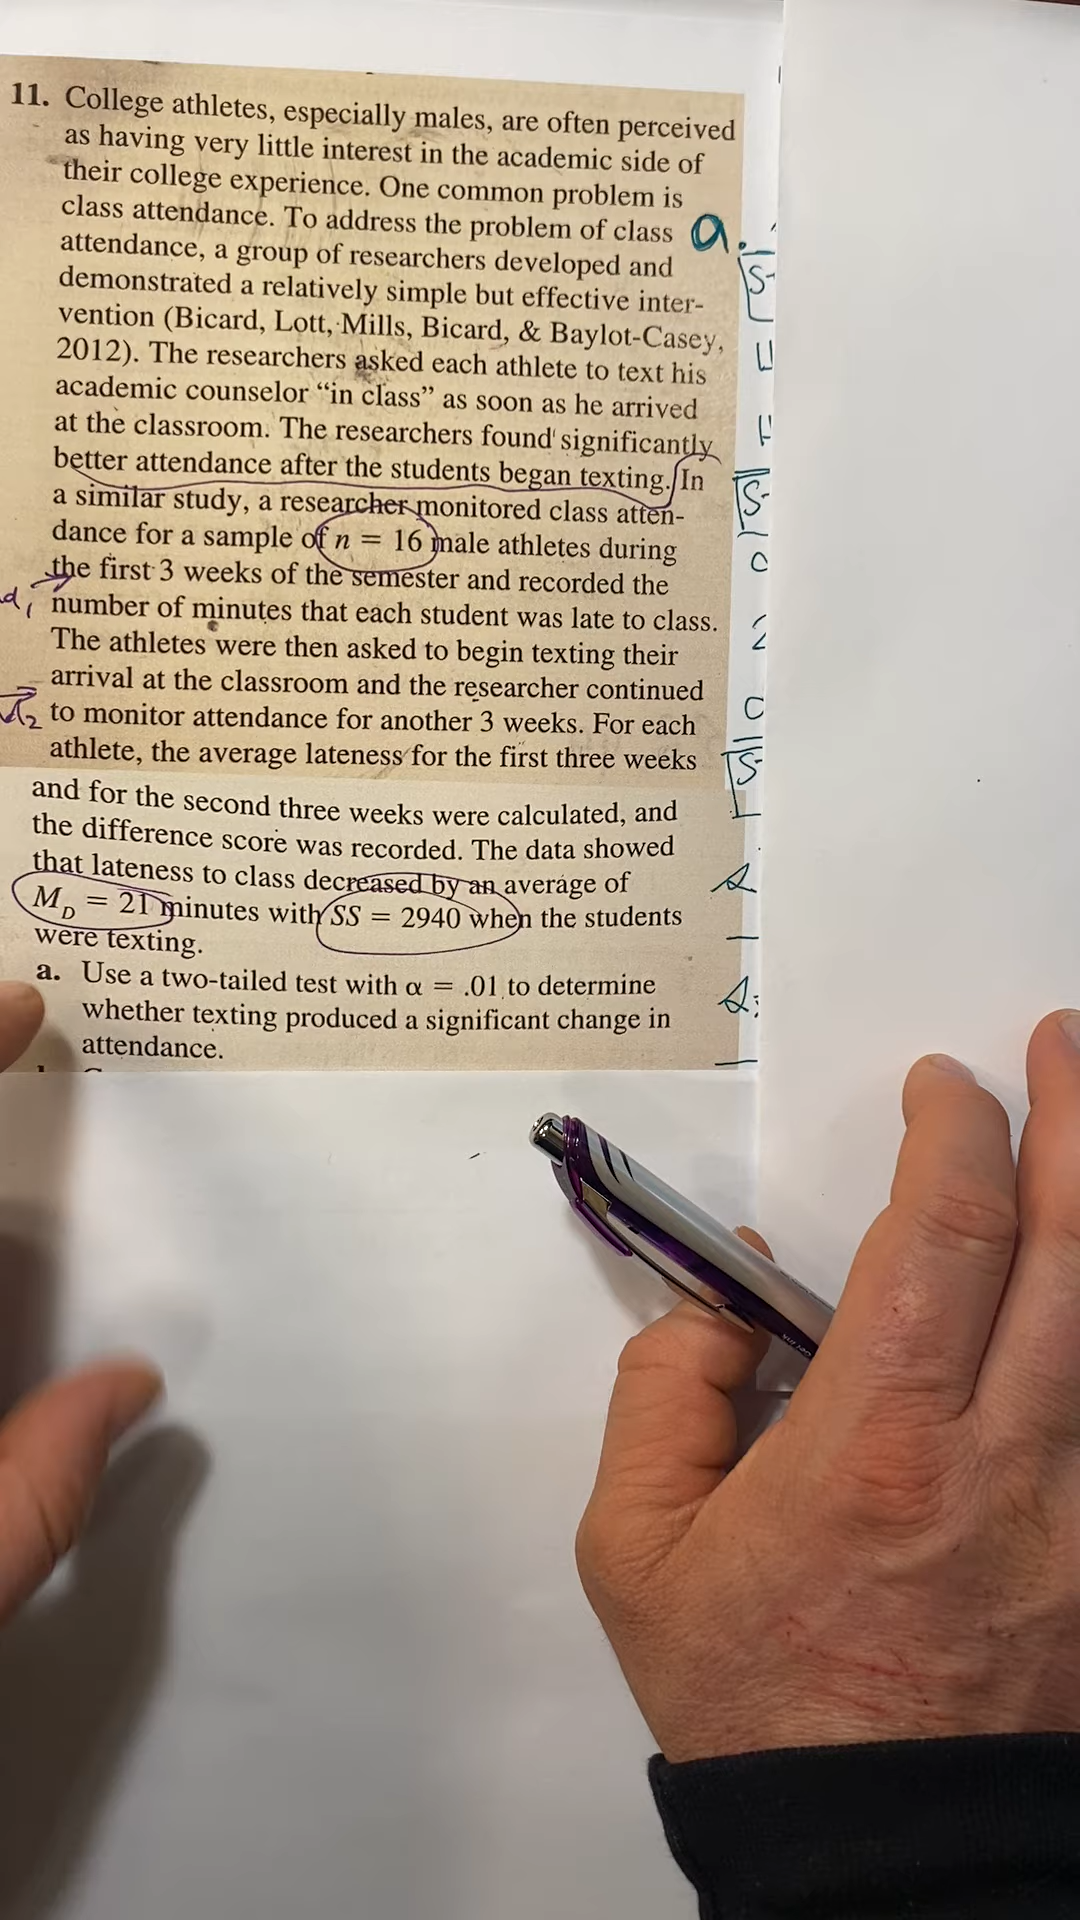 11. College athletes, especially males, are often perceived
as having very little interest in the academic side of
their college experience. One common problem is
class attendance. To address the problem of class
attendance, a group of researchers developed and
demonstrated a relatively simple but effective inter-
vention (Bicard, Lott, Mills, Bicard, & Baylot-Casey,
2012). The researchers asked each athlete to text his
academic counselor “in class” as soon as he arrived
at the classroom. The researchers found significantly
better attendance after the students began texting. In
a similar study, a researcher monitored class atten-
dance for a sample of n = 16 male athletes during
the first 3 weeks of the semester and recorded the
number of minutes that each student was late to class.
The athletes were then asked to begin texting their
arrival at the classroom and the researcher continued
to monitor attendance for another 3 weeks. For each
athlete, the average lateness for the first three weeks
and for the second three weeks were calculated, and
the difference score was recorded. The data showed
that lateness to class decreased by an average of
M_D = 21 minutes with SS = 2940 when the students
were texting.
a. Use a two-tailed test with α = .01 to determine
whether texting produced a significant change in
attendance.
a.